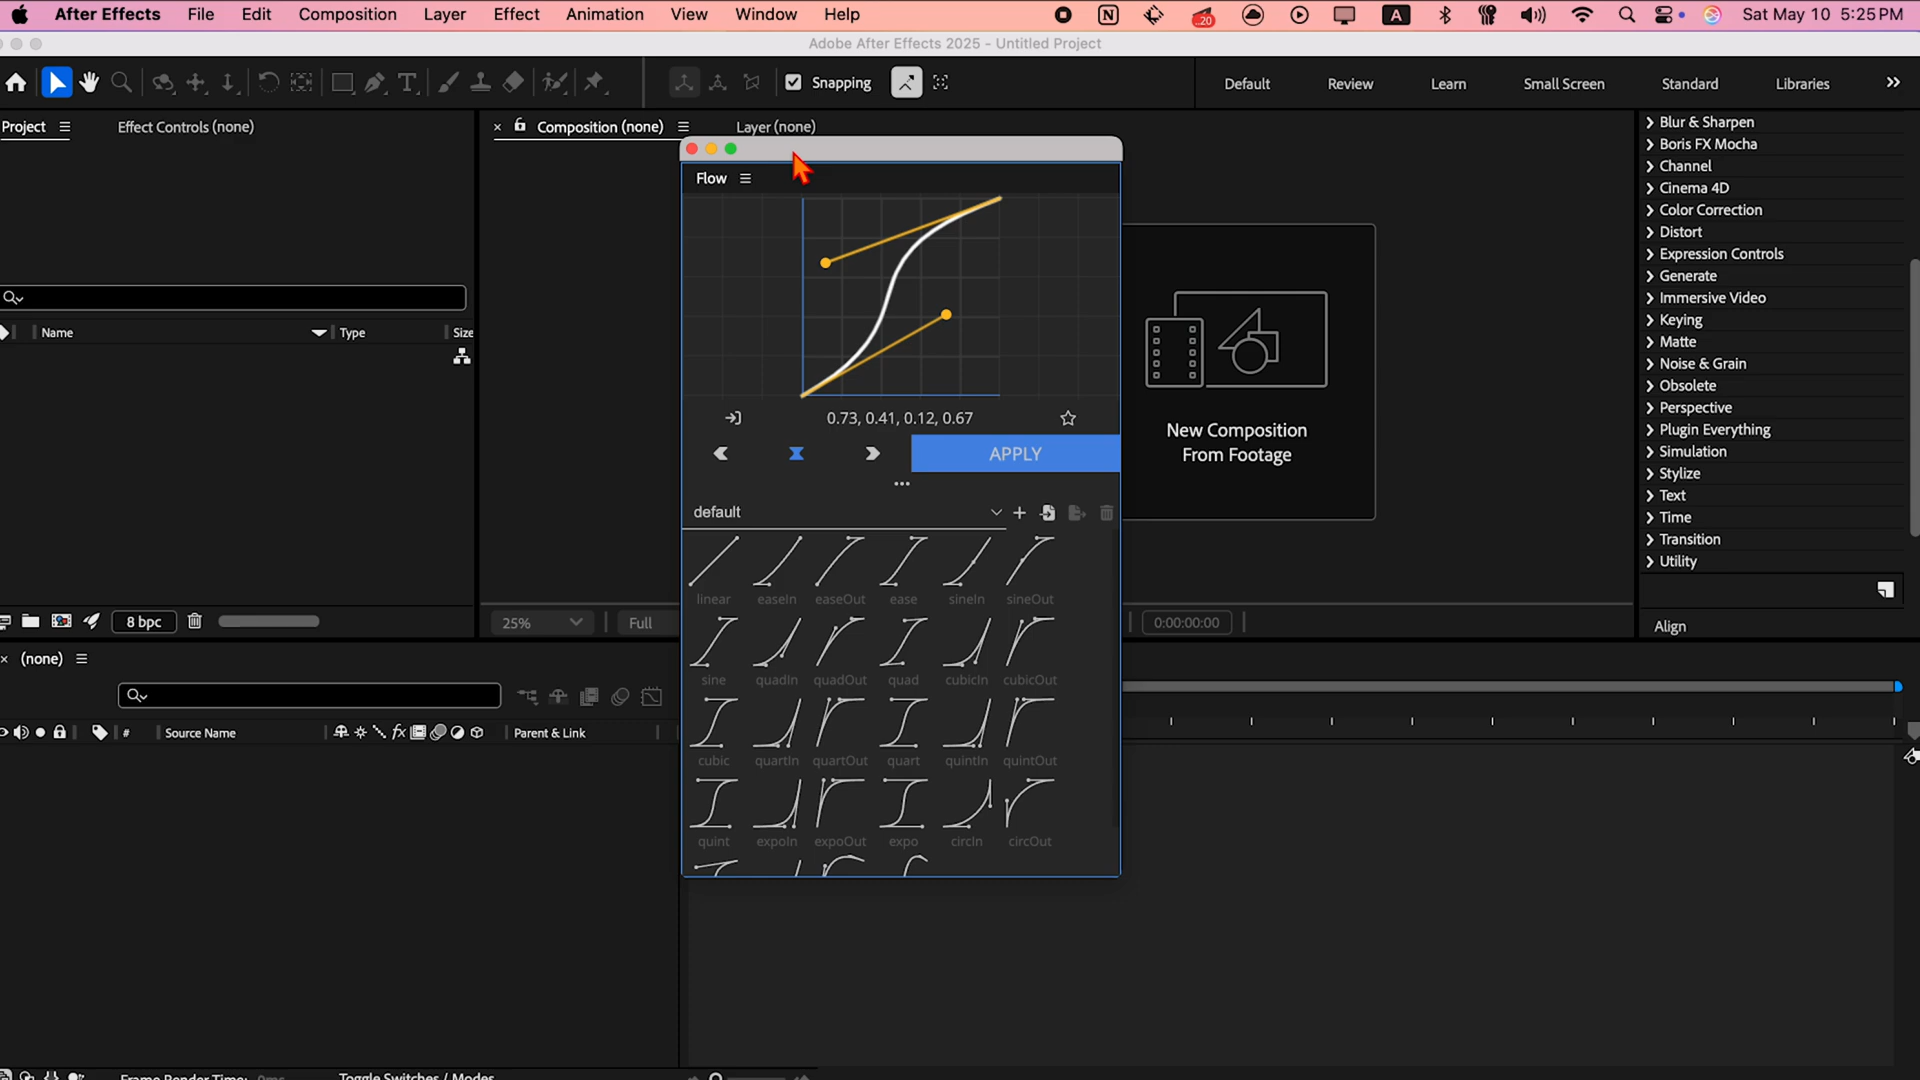 After Effects File Edit Composition Layer Effect Animation View Window Help 20 A Sat May 10 5:25 PM
Adobe After Effects 2025 - Untitled Project
Snapping Default Review Learn Small Screen Standard Libraries
Project Effect Controls (none) Composition (none) Layer (none)
Flow
0.73, 0.41, 0.12, 0.67
APPLY
default
linear easeIn easeOut ease sineIn sineOut
sine quadIn quadOut quad cubicIn cubicOut
cubic quartIn quartOut quart quintIn quintOut
quint expoIn expoOut expo circIn circOut
New Composition
From Footage
Blur & Sharpen
Boris FX Mocha
Channel
Cinema 4D
Color Correction
Distort
Expression Controls
Generate
Immersive Video
Keying
Matte
Noise & Grain
Obsolete
Perspective
Plugin Everything
Simulation
Stylize
Text
Time
Transition
Utility
Align
Name Type Size
8 bpc 25% Full 0:00:00:00
(none)
# Source Name fx Parent & Link
Frame Render Time: 0ms Toggle Switches / Modes